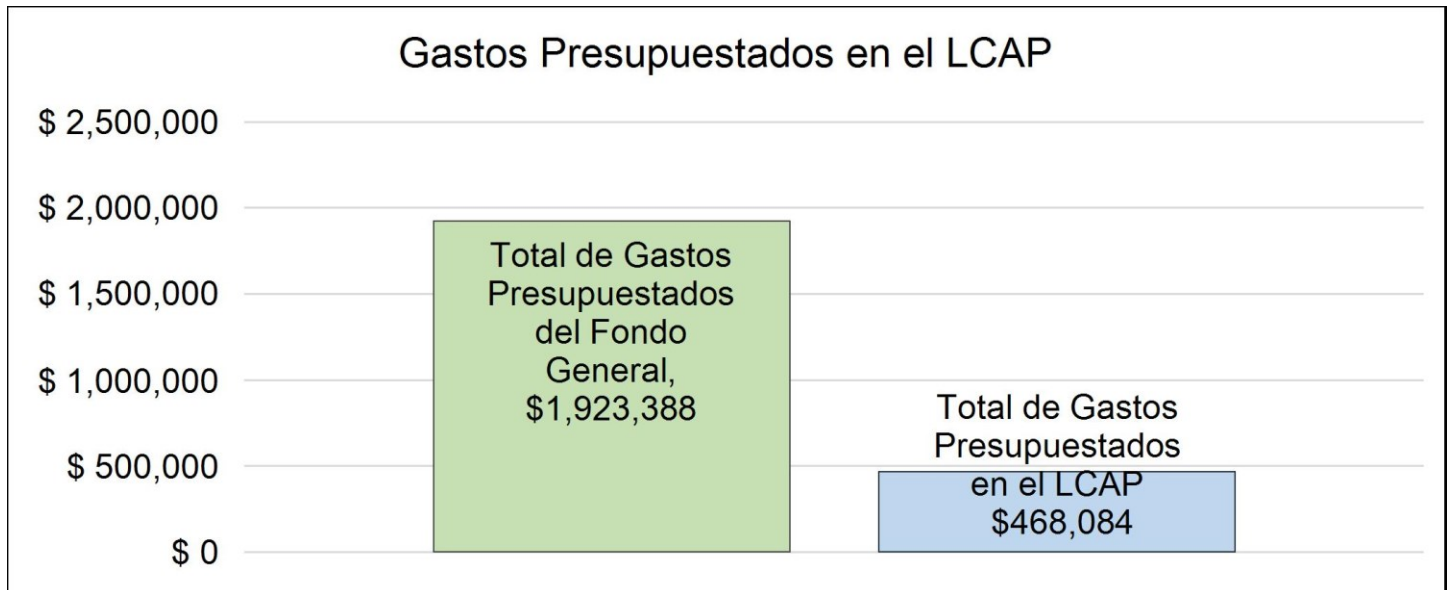 Gastos Presupuestados en el LCAP
$ 2,500,000
$ 2,000,000
$ 1,500,000
$ 1,000,000
$ 500,000
$ 0
Total de Gastos
Presupuestados
del Fondo
General,
$1,923,388
Total de Gastos
Presupuestados
en el LCAP
$468,084